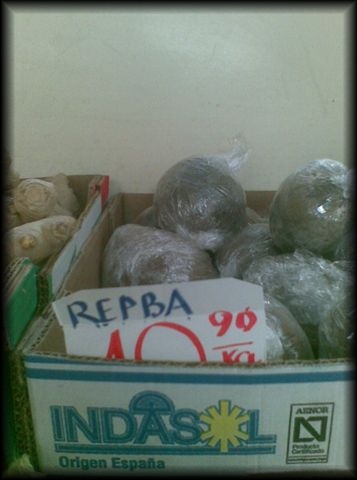 REPBA
10 90
KG
INDASOL
Origen España
AENOR
N
Producto
Certificado